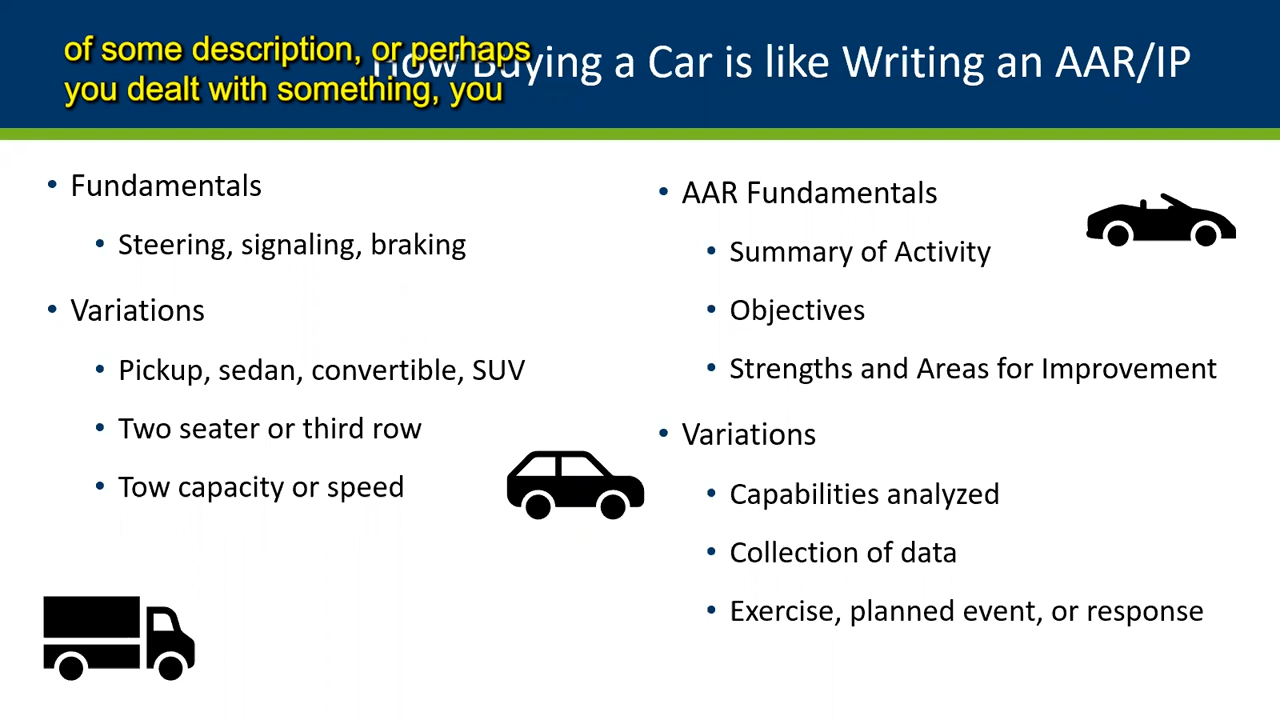 of some description, or perhaps
you dealt with something, you
How Buying a Car is like Writing an AAR/IP
• Fundamentals
• Steering, signaling, braking
• Variations
• Pickup, sedan, convertible, SUV
• Two seater or third row
• Tow capacity or speed
• AAR Fundamentals
• Summary of Activity
• Objectives
• Strengths and Areas for Improvement
• Variations
• Capabilities analyzed
• Collection of data
• Exercise, planned event, or response